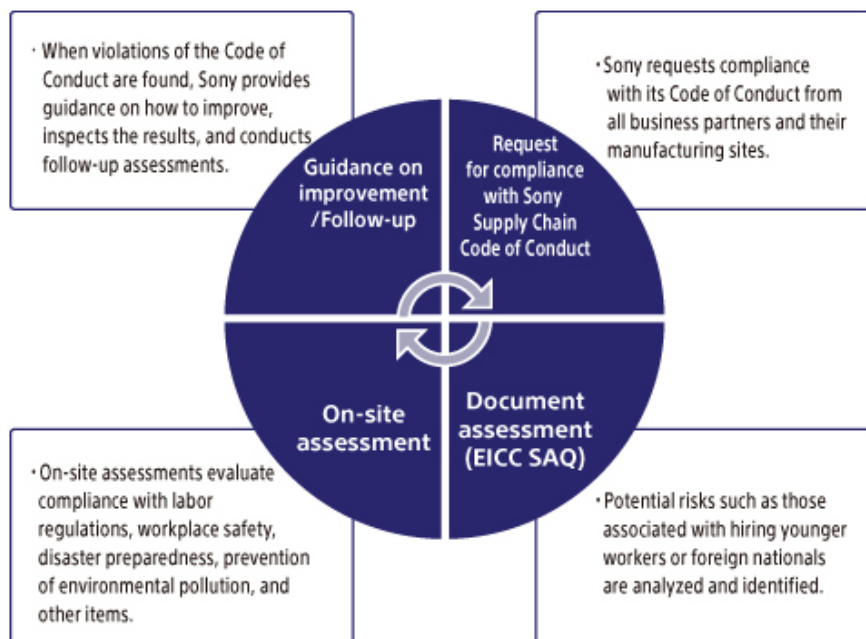 · When violations of the Code of
Conduct are found, Sony provides
guidance on how to improve,
inspects the results, and conducts
follow-up assessments.
· Sony requests compliance
with its Code of Conduct from
all business partners and their
manufacturing sites.
Guidance on
improvement
/Follow-up
Request
for compliance
with Sony
Supply Chain
Code of Conduct
On-site
assessment
Document
assessment
(EICC SAQ)
· On-site assessments evaluate
compliance with labor
regulations, workplace safety,
disaster preparedness, prevention
of environmental pollution, and
other items.
· Potential risks such as those
associated with hiring younger
workers or foreign nationals
are analyzed and identified.